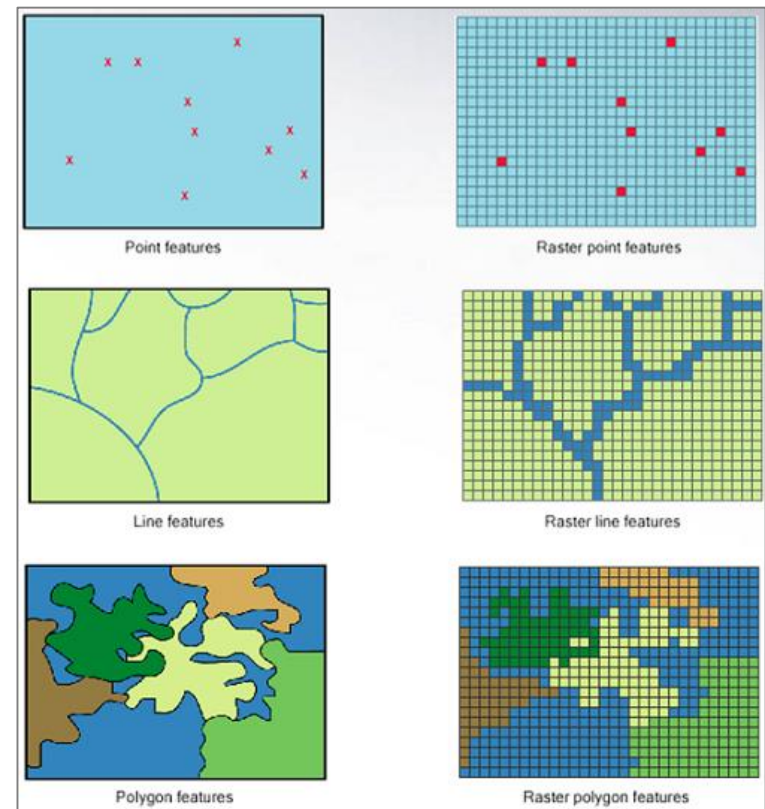 Point features
Raster point features
Line features
Raster line features
Polygon features
Raster polygon features